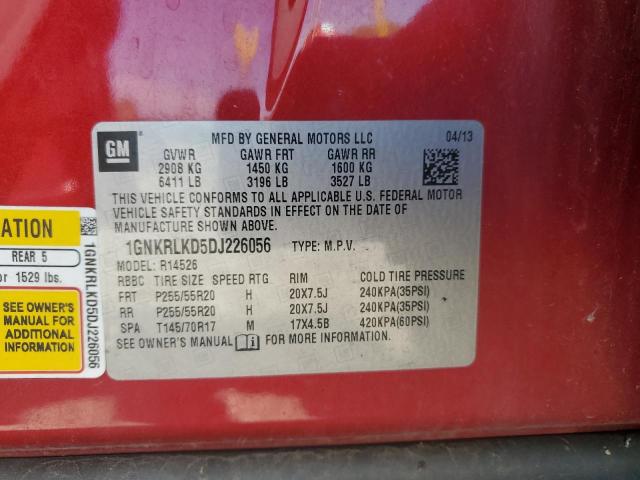 GM
MFD BY GENERAL MOTORS LLC 04/13
GVWR GAWR FRT GAWR RR
2908 KG 1450 KG 1600 KG
6411 LB 3196 LB 3527 LB
THIS VEHICLE CONFORMS TO ALL APPLICABLE U.S. FEDERAL MOTOR
VEHICLE SAFETY STANDARDS IN EFFECT ON THE DATE OF
MANUFACTURE SHOWN ABOVE.
1GNKRLKD5DJ226056 TYPE: M.P.V.
MODEL: R14526
RBBC TIRE SIZE SPEED RTG RIM COLD TIRE PRESSURE
FRT P255/55R20 H 20X7.5J 240KPA(35PSI)
RR P255/55R20 H 20X7.5J 240KPA(35PSI)
SPA T145/70R17 M 17X4.5B 420KPA(60PSI)
SEE OWNER'S MANUAL FOR MORE INFORMATION.
ATION
REAR 5
or 1529 lbs.
SEE OWNER'S
MANUAL FOR
ADDITIONAL
INFORMATION
1GNKRLKD5DJ226056